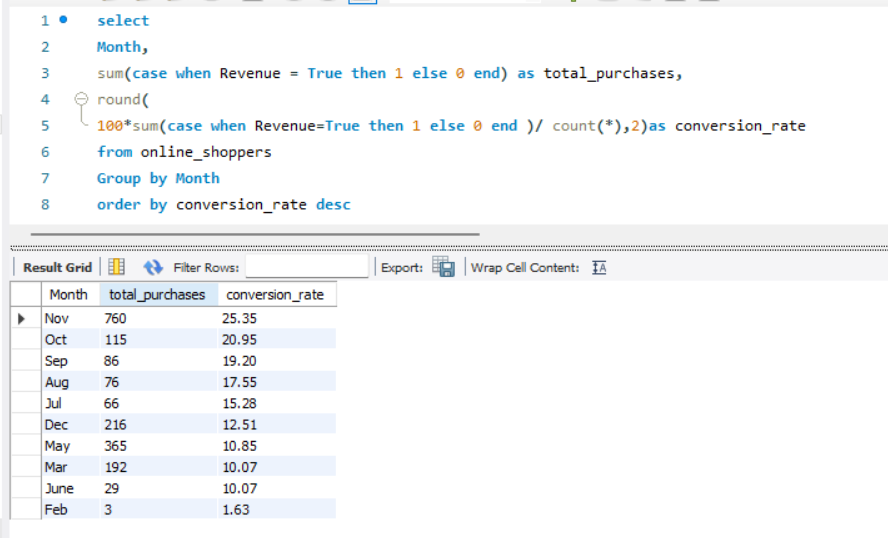 1 select
2 Month,
3 sum(case when Revenue = True then 1 else 0 end) as total_purchases,
4 round(
5 100*sum(case when Revenue=True then 1 else 0 end )/ count(*),2)as conversion_rate
6 from online_shoppers
7 Group by Month
8 order by conversion_rate desc
Result Grid Filter Rows: Export: Wrap Cell Content:
Month total_purchases conversion_rate
Nov 760 25.35
Oct 115 20.95
Sep 86 19.20
Aug 76 17.55
Jul 66 15.28
Dec 216 12.51
May 365 10.85
Mar 192 10.07
June 29 10.07
Feb 3 1.63